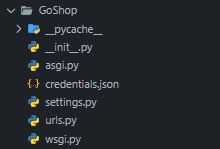 GoShop
__pycache__
__init__.py
asgi.py
{.} credentials.json
settings.py
urls.py
wsgi.py